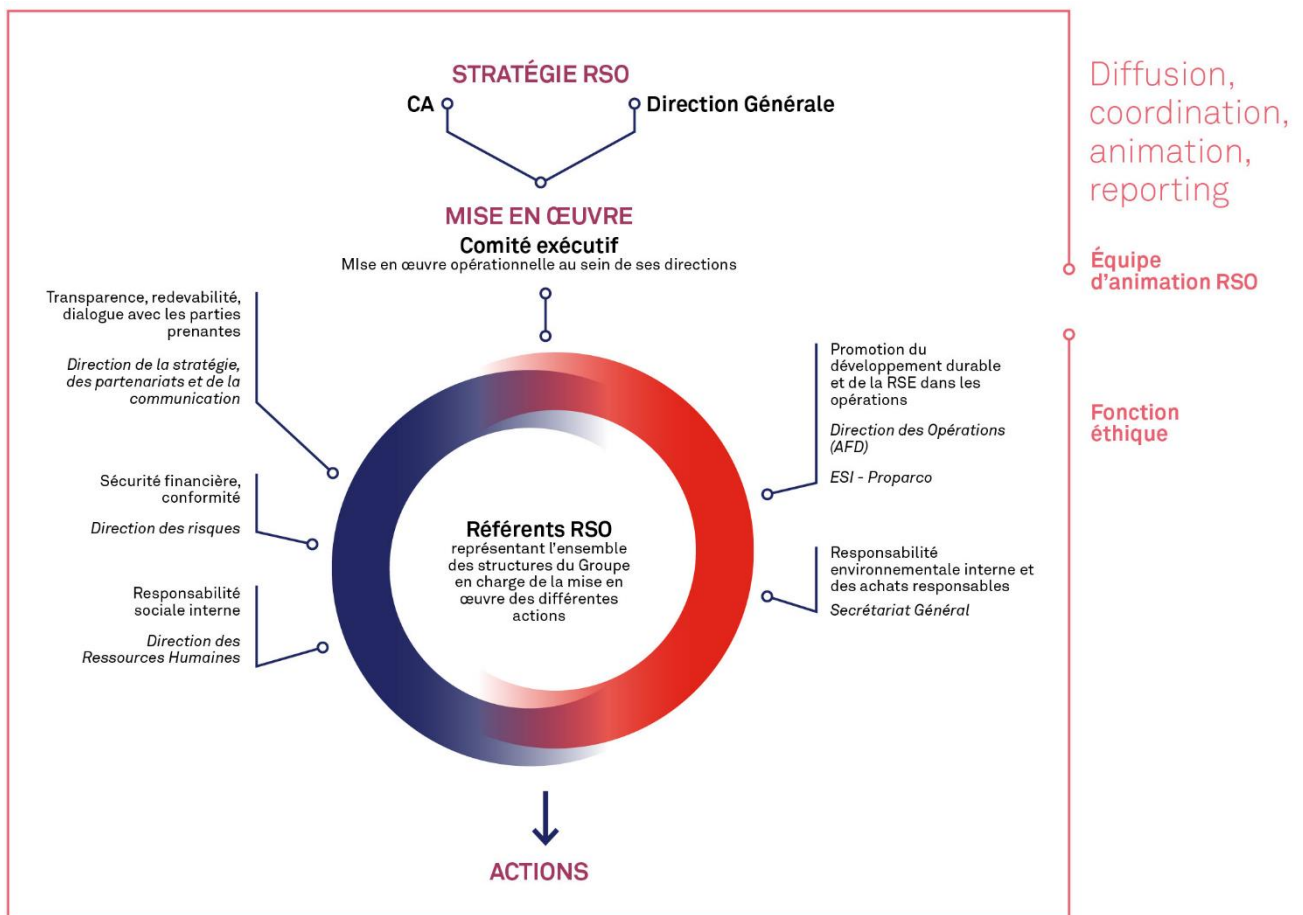 STRATÉGIE RSO
CA
Direction Générale
MISE EN ŒUVRE
Comité exécutif
MIse en œuvre opérationnelle au sein de ses directions
Transparence, redevabilité,
dialogue avec les parties
prenantes
Direction de la stratégie,
des partenariats et de la
communication
Sécurité financière,
conformité
Direction des risques
Responsabilité
sociale interne
Direction des
Ressources Humaines
Référents RSO
représentant l'ensemble
des structures du Groupe
en charge de la mise en
œuvre des différentes
actions
Promotion du
développement durable
et de la RSE dans les
opérations
Direction des Opérations
(AFD)
ESI - Proparco
Responsabilité
environnementale interne et
des achats responsables
Secrétariat Général
ACTIONS
Diffusion,
coordination,
animation,
reporting
Équipe
d'animation RSO
Fonction
éthique